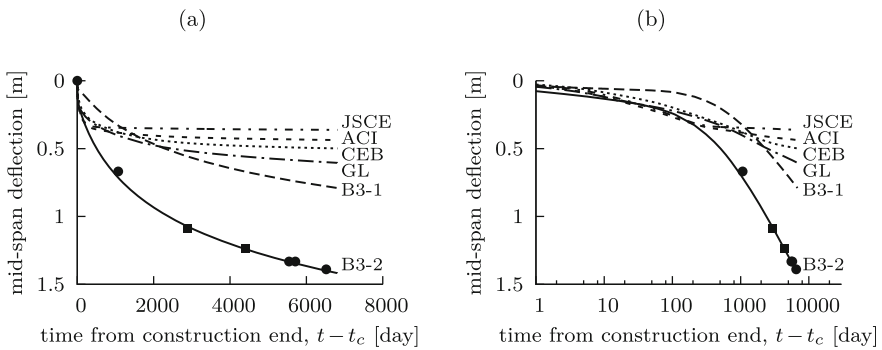 (a)
0
0.5
1
1.5
mid-span deflection [m]
JSCE
ACI
CEB
GL
B3-1
B3-2
0 2000 4000 6000 8000
time from construction end, t − t_c [day]
(b)
0
0.5
1
1.5
mid-span deflection [m]
JSCE
ACI
CEB
GL
B3-1
B3-2
1 10 100 1000 10000
time from construction end, t − t_c [day]